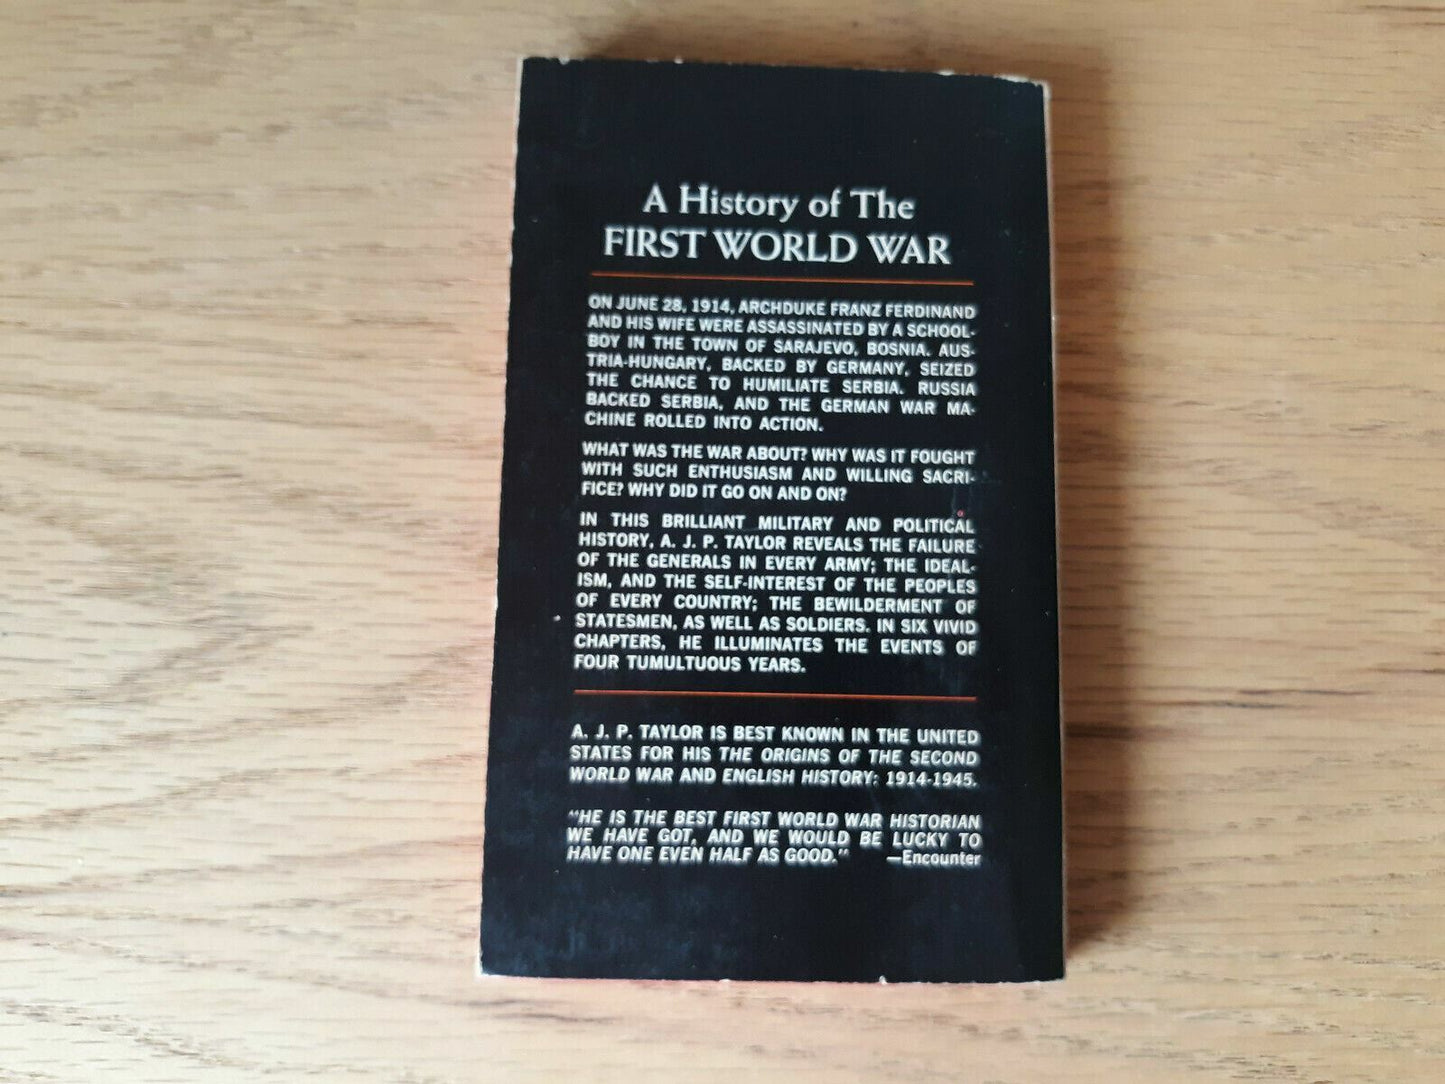 A History of The
FIRST WORLD WAR
ON JUNE 28, 1914, ARCHDUKE FRANZ FERDINAND
AND HIS WIFE WERE ASSASSINATED BY A SCHOOL-
BOY IN THE TOWN OF SARAJEVO, BOSNIA. AUS-
TRIA-HUNGARY, BACKED BY GERMANY, SEIZED
THE CHANCE TO HUMILIATE SERBIA. RUSSIA
BACKED SERBIA, AND THE GERMAN WAR MA-
CHINE ROLLED INTO ACTION.
WHAT WAS THE WAR ABOUT? WHY WAS IT FOUGHT
WITH SUCH ENTHUSIASM AND WILLING SACRI-
FICE? WHY DID IT GO ON AND ON?
IN THIS BRILLIANT MILITARY AND POLITICAL
HISTORY, A. J. P. TAYLOR REVEALS THE FAILURE
OF THE GENERALS IN EVERY ARMY; THE IDEAL-
ISM, AND THE SELF-INTEREST OF THE PEOPLES
OF EVERY COUNTRY; THE BEWILDERMENT OF
STATESMEN, AS WELL AS SOLDIERS. IN SIX VIVID
CHAPTERS, HE ILLUMINATES THE EVENTS OF
FOUR TUMULTUOUS YEARS.
A. J. P. TAYLOR IS BEST KNOWN IN THE UNITED
STATES FOR HIS THE ORIGINS OF THE SECOND
WORLD WAR AND ENGLISH HISTORY: 1914-1945.
"HE IS THE BEST FIRST WORLD WAR HISTORIAN
WE HAVE GOT, AND WE WOULD BE LUCKY TO
HAVE ONE EVEN HALF AS GOOD." —Encounter